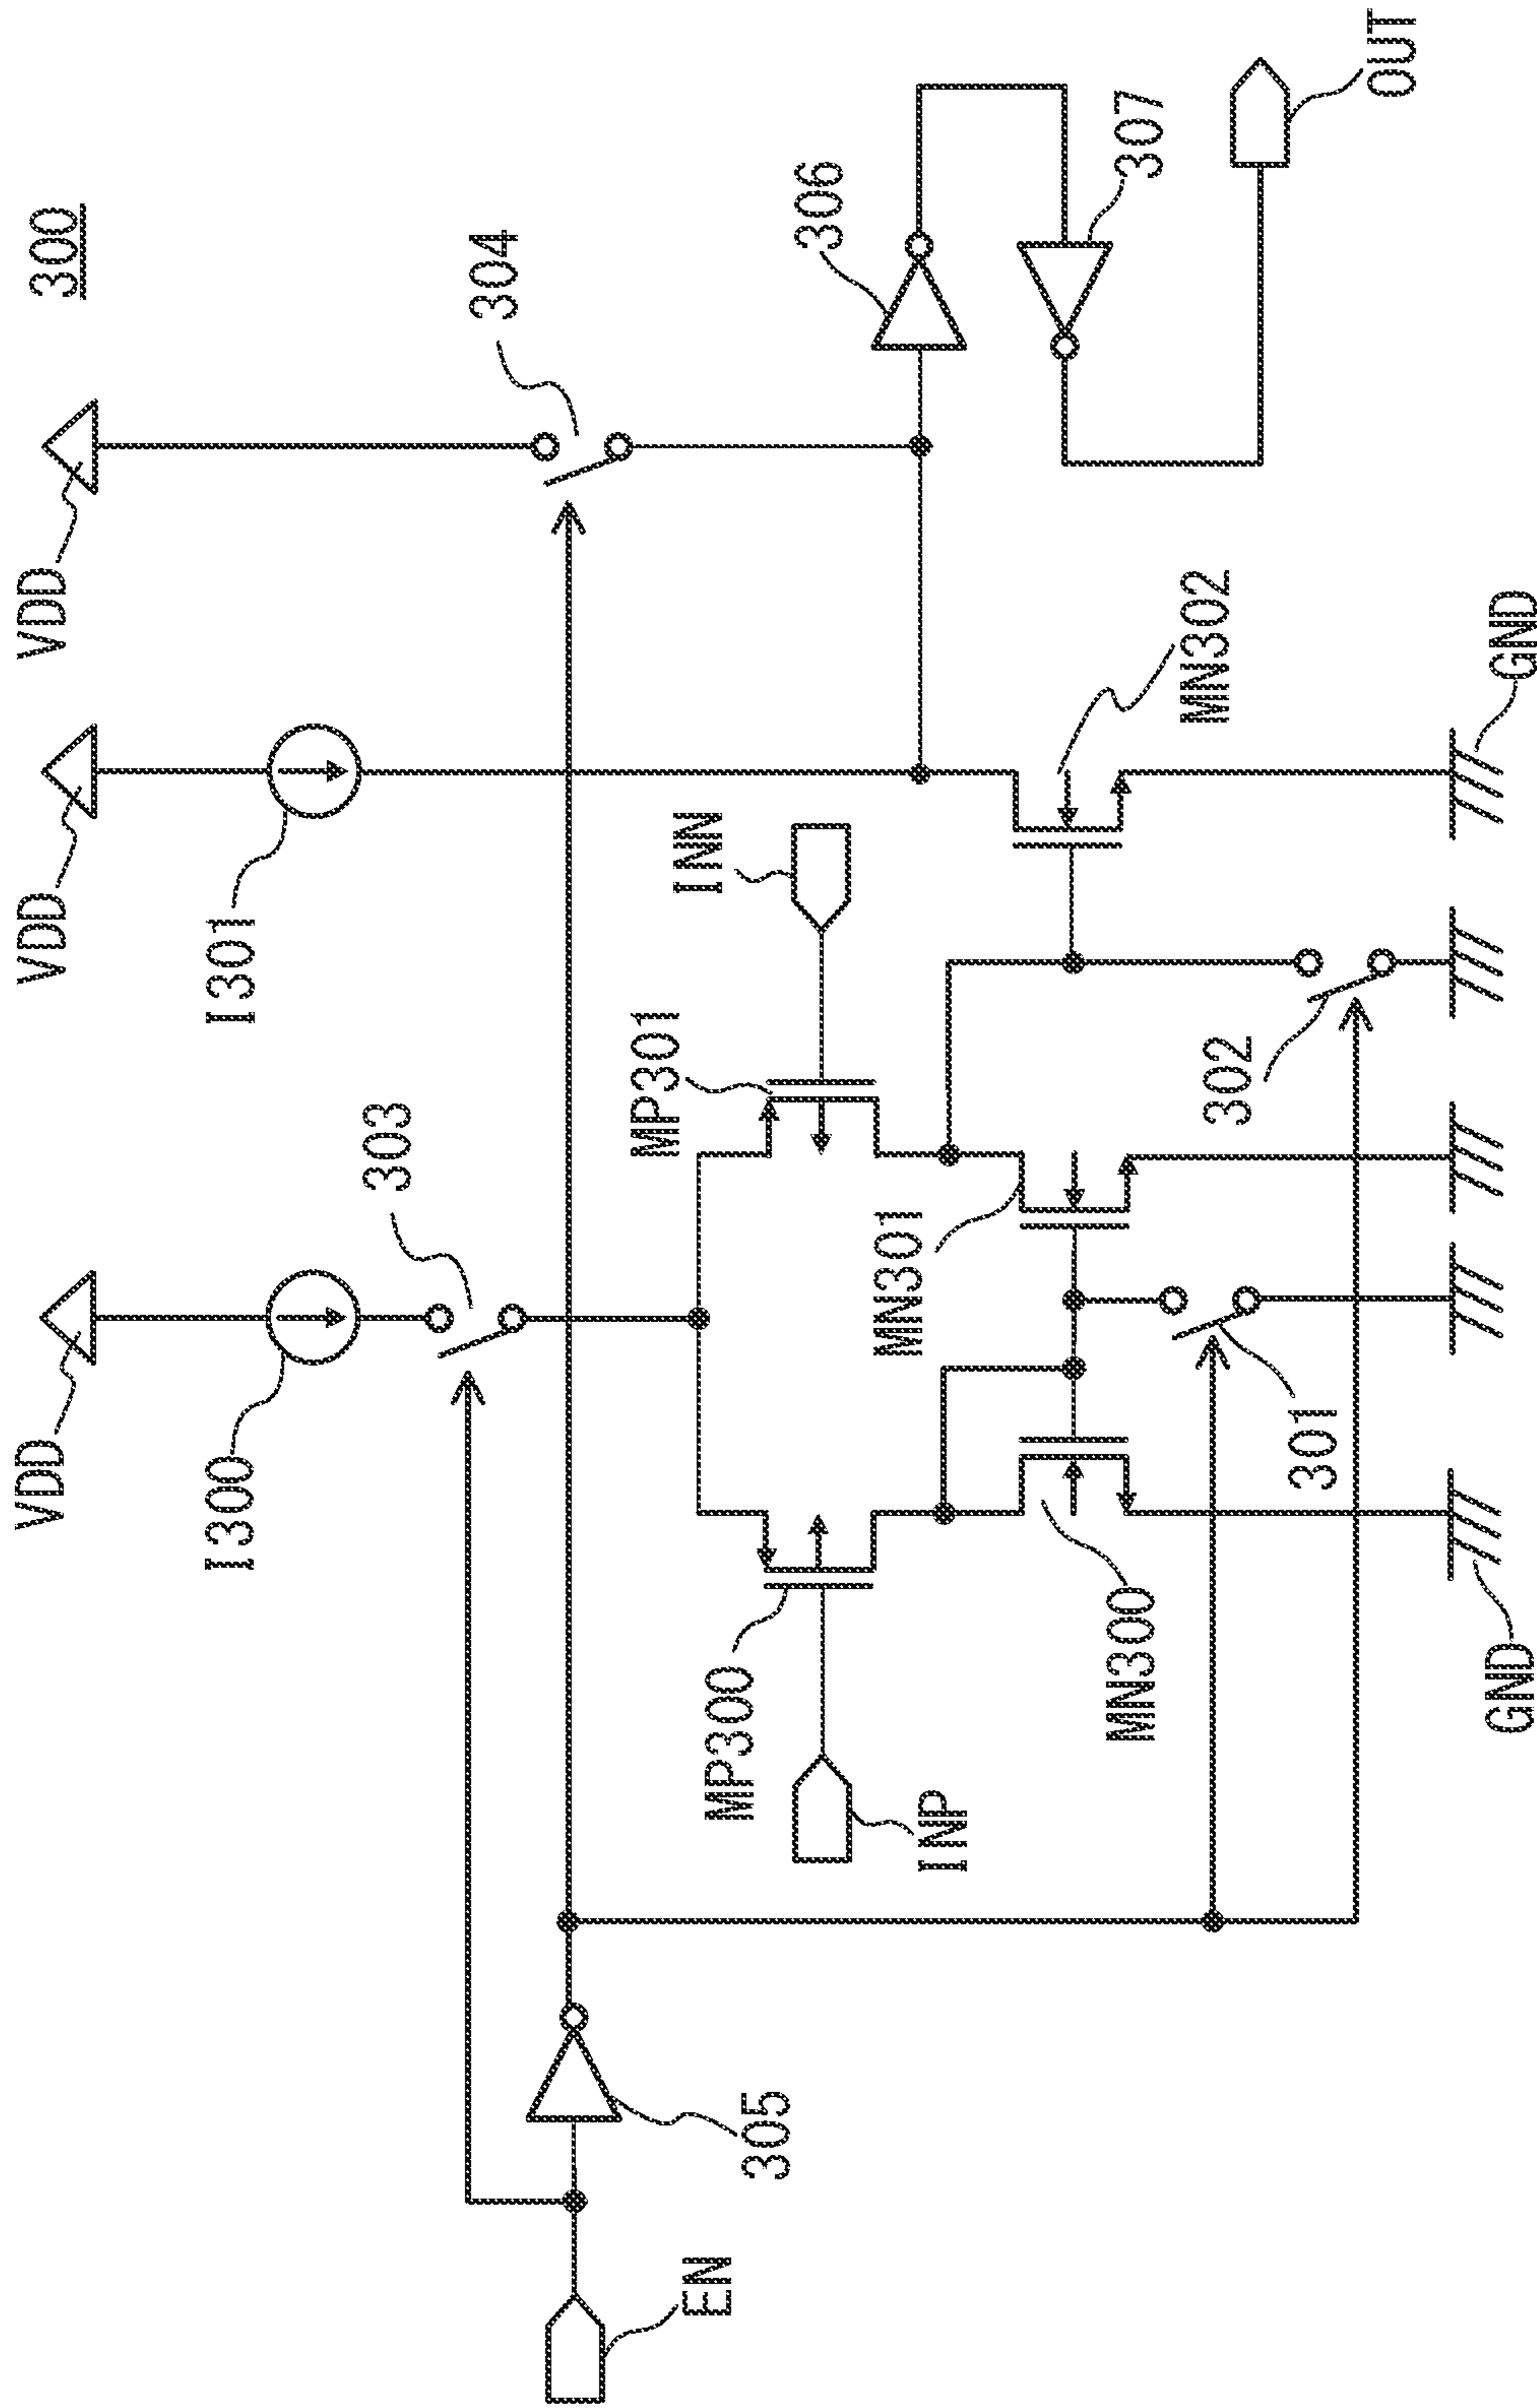 300
VDD
VDD
VDD
I300
I301
303
304
EN
305
INP
MP300
MP301
INN
306
307
OUT
MN300
MN301
MN302
301
302
GND
GND